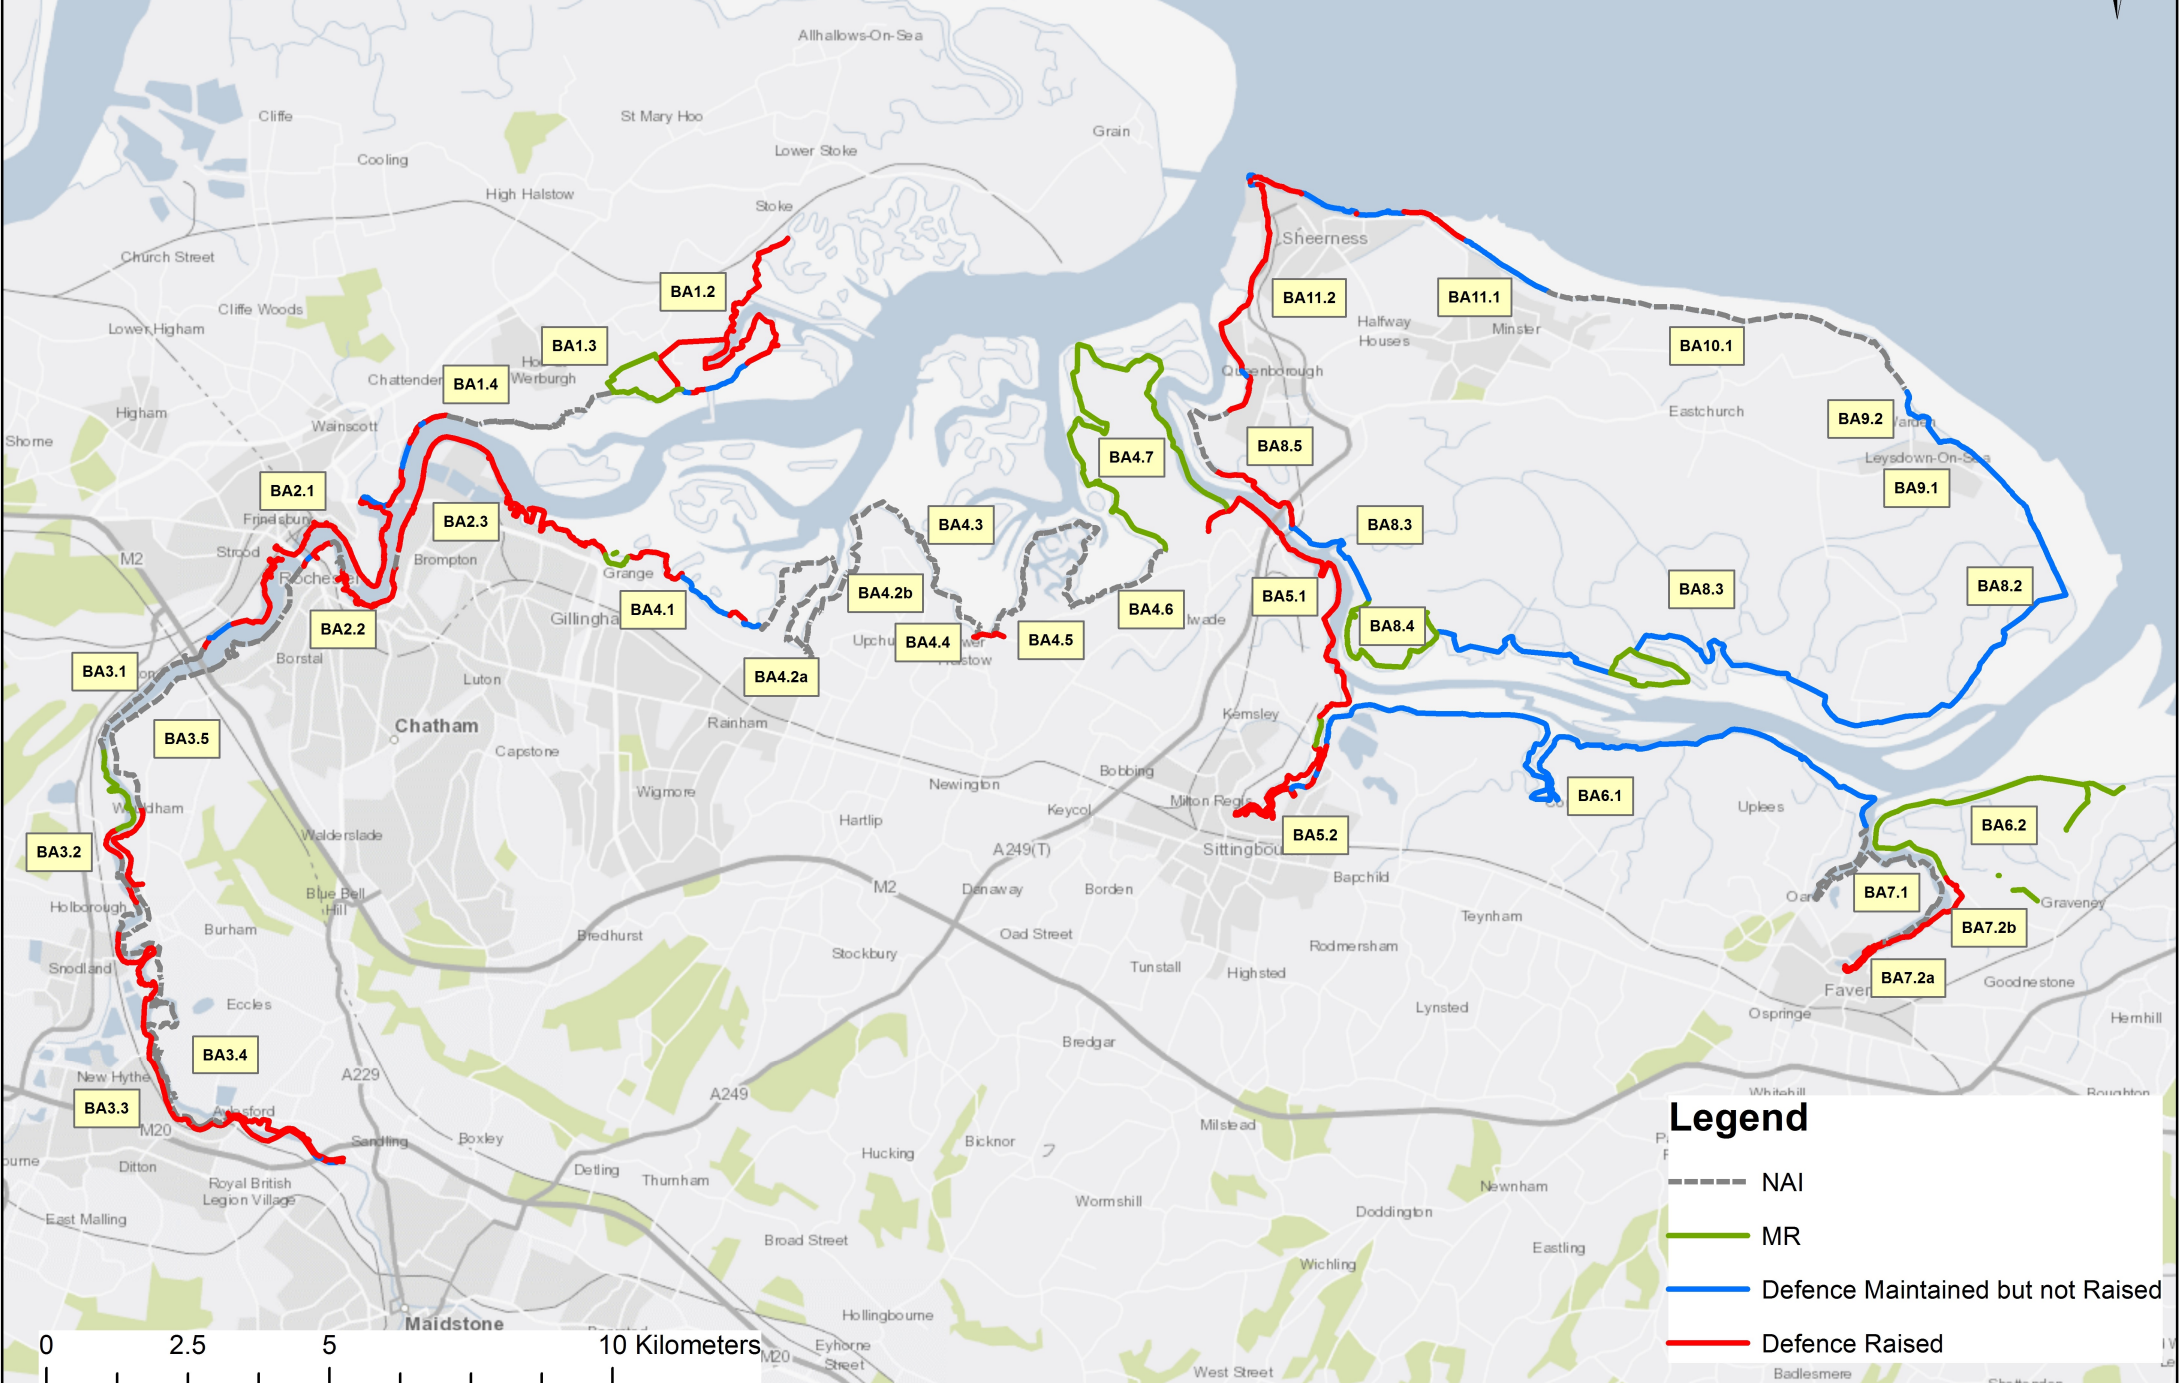 Allhallows-On-Sea
Cliffe
St Mary Hoo
Grain
Cooling
Lower Stoke
High Halstow
Stoke
Church Street
Sheerness
BA1.2
BA11.2
BA11.1
Cliffe Woods
Lower Higham
Halfway
Houses
Minster
BA1.3
BA10.1
Chattenden
BA1.4
Werburgh
Queenborough
Higham
Eastchurch
BA9.2
Wainscott
Shorne
BA8.5
BA4.7
Leysdown-On-Sea
BA9.1
BA2.1
Frindsbury
BA2.3
BA4.3
BA8.3
Strood
M2
Brompton
Rochester
Grange
BA4.2b
BA5.1
BA8.3
BA8.2
BA4.1
Gillingha
BA4.6
Iwade
BA2.2
Upchu
BA4.4
BA4.5
BA8.4
Borstal
BA3.1
BA4.2a
Luton
Kemsley
Chatham
Rainham
BA3.5
Capstone
Newington
Bobbing
Wigmore
Milton Regis
BA6.1
Uplees
Wouldham
Keycol
Hartlip
BA6.2
Walderslade
A249(T)
Sittingbou
BA5.2
BA3.2
M2
Danaway
Borden
Bapchild
Blue Bell
Hill
Oar
BA7.1
Graveney
Holborough
Teynham
BA7.2b
Burham
Bredhurst
Oad Street
Rodmersham
Stockbury
Snodland
Tunstall
Highsted
BA7.2a
Goodnestone
Faver
Eccles
Lynsted
Ospringe
Hernhill
Bredgar
BA3.4
New Hythe
A229
A249
Whitehill
Boughton
BA3.3
Aylesford
M20
Milstead
Legend
Sandling
Boxley
Bicknor
Hucking
Ditton
Detling
Royal British
Legion Village
Thurnham
NAI
Newnham
Wormshill
East Malling
Doddington
MR
Broad Street
Eastling
Wichling
Defence Maintained but not Raised
Hollingbourne
Maidstone
0 2.5 5 10 Kilometers
Defence Raised
M20
Eyhorne
Street
West Street
Badlesmere